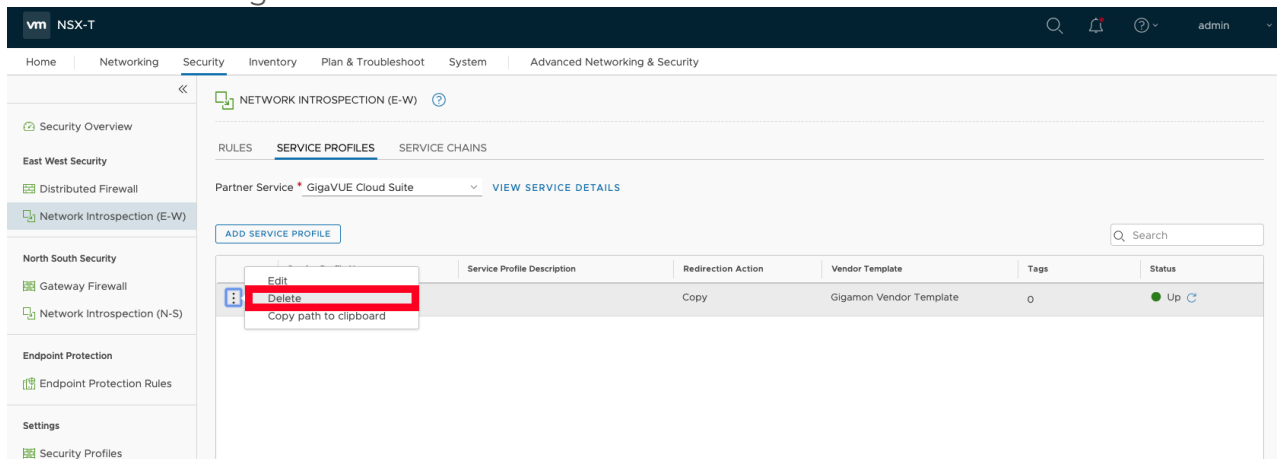 vm NSX-T admin
Home Networking Security Inventory Plan & Troubleshoot System Advanced Networking & Security
«
NETWORK INTROSPECTION (E-W) ?
Security Overview
RULES SERVICE PROFILES SERVICE CHAINS
East West Security
Partner Service * GigaVUE Cloud Suite VIEW SERVICE DETAILS
Distributed Firewall
Network Introspection (E-W)
ADD SERVICE PROFILE Search
North South Security
Service Profile Description Redirection Action Vendor Template Tags Status
Edit
Gateway Firewall
Delete Copy Gigamon Vendor Template 0 Up
Network Introspection (N-S)
Copy path to clipboard
Endpoint Protection
Endpoint Protection Rules
Settings
Security Profiles